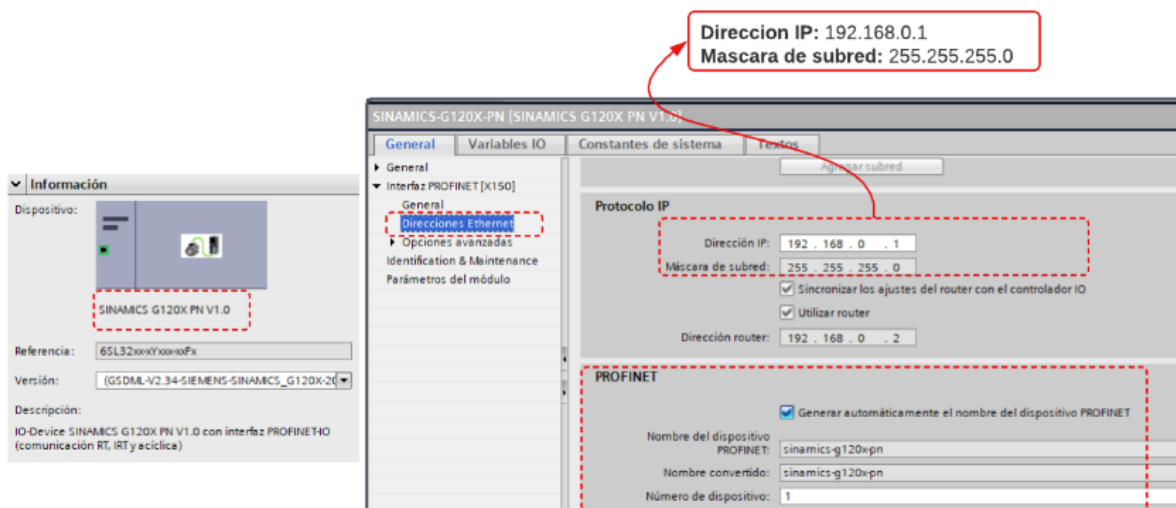 Direccion IP: 192.168.0.1
Mascara de subred: 255.255.255.0
Información
Dispositivo:
SINAMICS G120X PN V1.0
Referencia:
6SL32xx-xYxxx-xxFx
Versión:
(GSDML-V2.34-SIEMENS-SINAMICS_G120X-20
Descripción:
IO-Device SINAMICS G120X PN V1.0 con interfaz PROFINET-IO
(comunicación RT, IRT y acíclica)
SINAMICS-G120X-PN [SINAMICS G120X PN V1.0]
General
Variables IO
Constantes de sistema
Textos
General
Interfaz PROFINET [X150]
General
Direcciones Ethernet
Opciones avanzadas
Identification & Maintenance
Parámetros del módulo
Agregar subred
Protocolo IP
Dirección IP: 192 . 168 . 0 . 1
Máscara de subred: 255 . 255 . 255 . 0
Sincronizar los ajustes del router con el controlador IO
Utilizar router
Dirección router: 192 . 168 . 0 . 2
PROFINET
Generar automáticamente el nombre del dispositivo PROFINET
Nombre del dispositivo
PROFINET: sinamics-g120x-pn
Nombre convertido: sinamics-g120x-pn
Número de dispositivo: 1